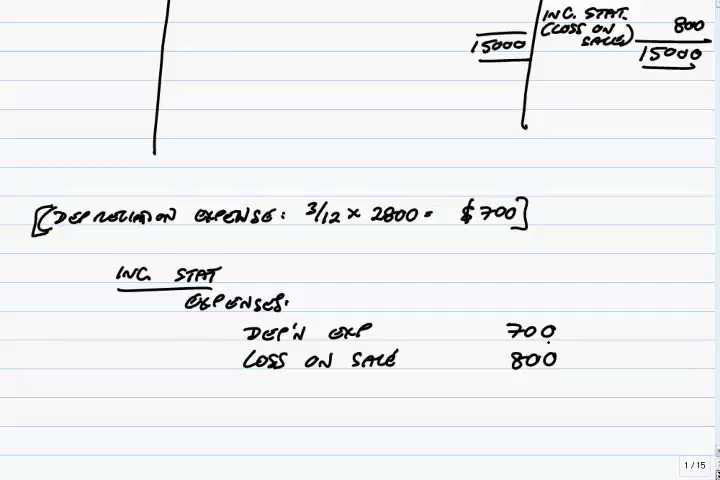 INC. STAT.
(LOSS ON 800
SALE)
15000 15000
[DEPRECIATION EXPENSE: 3/12 × 2800 = $700]
INC. STAT
EXPENSES:
DEP'N EXP 700
LOSS ON SALE 800
1 / 15